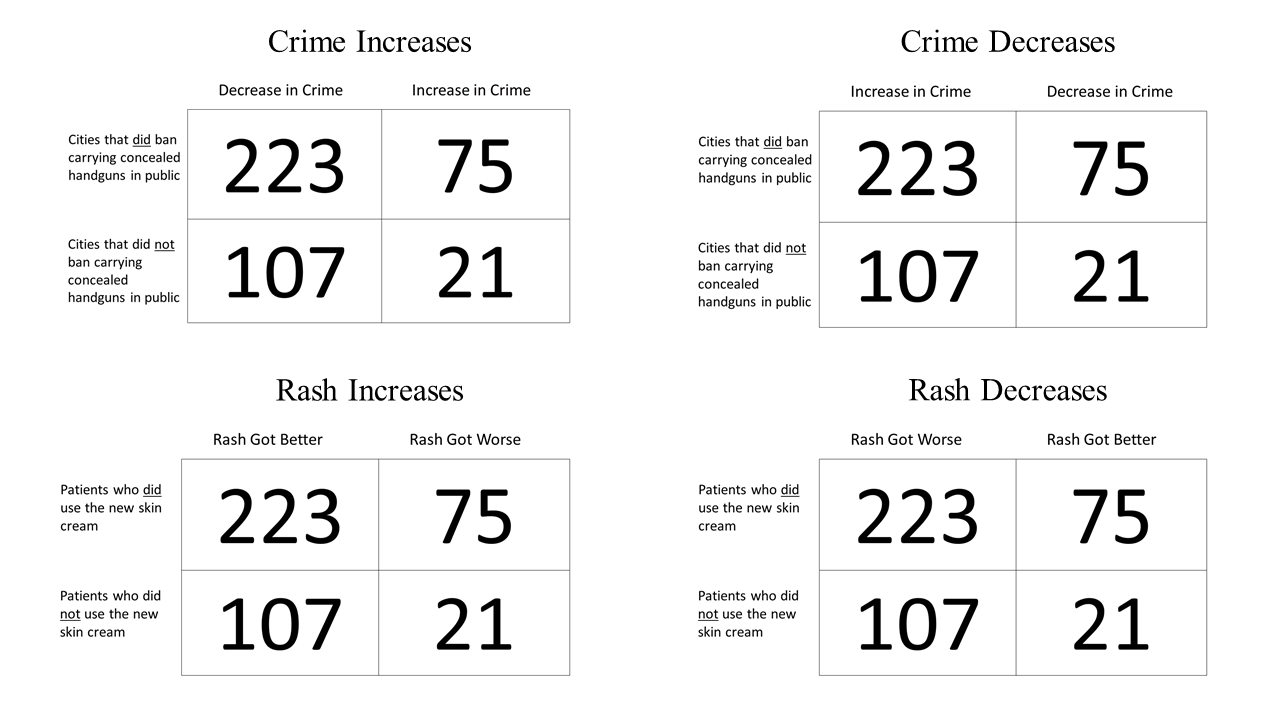 Crime Increases
Decrease in Crime Increase in Crime
Cities that did ban
carrying concealed
handguns in public
223 75
Cities that did not
ban carrying
concealed
handguns in public
107 21
Crime Decreases
Increase in Crime Decrease in Crime
Cities that did ban
carrying concealed
handguns in public
223 75
Cities that did not
ban carrying
concealed
handguns in public
107 21
Rash Increases
Rash Got Better Rash Got Worse
Patients who did
use the new skin
cream
223 75
Patients who did
not use the new
skin cream
107 21
Rash Decreases
Rash Got Worse Rash Got Better
Patients who did
use the new skin
cream
223 75
Patients who did
not use the new
skin cream
107 21